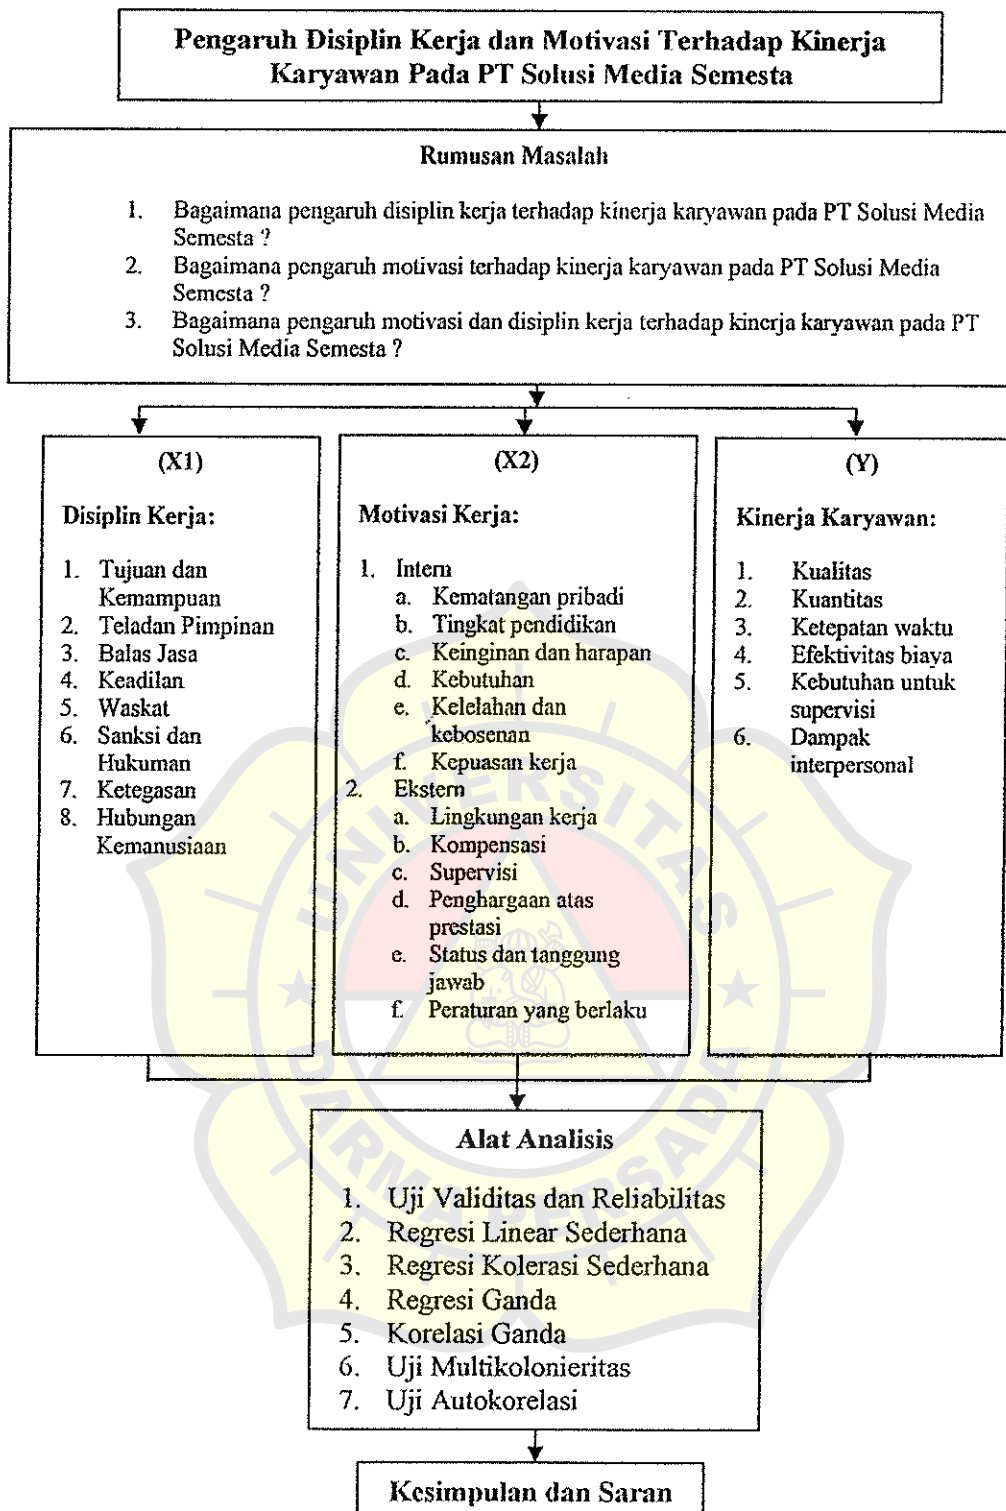 Pengaruh Disiplin Kerja dan Motivasi Terhadap Kinerja
Karyawan Pada PT Solusi Media Semesta
Rumusan Masalah
1. Bagaimana pengaruh disiplin kerja terhadap kinerja karyawan pada PT Solusi Media
Semesta ?
2. Bagaimana pengaruh motivasi terhadap kinerja karyawan pada PT Solusi Media
Semesta ?
3. Bagaimana pengaruh motivasi dan disiplin kerja terhadap kinerja karyawan pada PT
Solusi Media Semesta ?
(X1)
Disiplin Kerja:
1. Tujuan dan
Kemampuan
2. Teladan Pimpinan
3. Balas Jasa
4. Keadilan
5. Waskat
6. Sanksi dan
Hukuman
7. Ketegasan
8. Hubungan
Kemanusiaan
(X2)
Motivasi Kerja:
1. Intern
a. Kematangan pribadi
b. Tingkat pendidikan
c. Keinginan dan harapan
d. Kebutuhan
e. Kelelahan dan
kebosenan
f. Kepuasan kerja
2. Ekstern
a. Lingkungan kerja
b. Kompensasi
c. Supervisi
d. Penghargaan atas
prestasi
e. Status dan tanggung
jawab
f. Peraturan yang berlaku
(Y)
Kinerja Karyawan:
1. Kualitas
2. Kuantitas
3. Ketepatan waktu
4. Efektivitas biaya
5. Kebutuhan untuk
supervisi
6. Dampak
interpersonal
UNIVERSITAS
DARMA PERSADA
Alat Analisis
1. Uji Validitas dan Reliabilitas
2. Regresi Linear Sederhana
3. Regresi Kolerasi Sederhana
4. Regresi Ganda
5. Korelasi Ganda
6. Uji Multikolonieritas
7. Uji Autokorelasi
Kesimpulan dan Saran